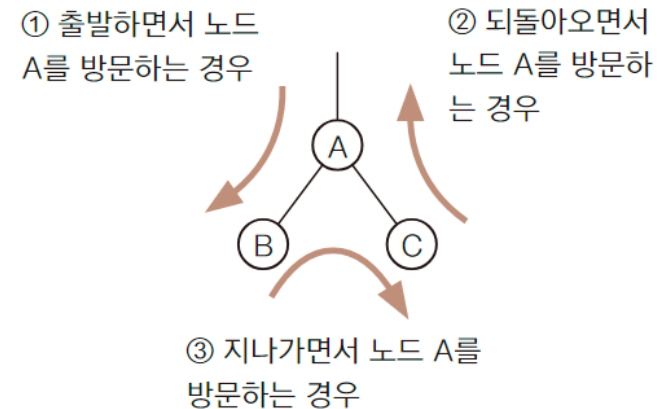 ① 출발하면서 노드
A를 방문하는 경우
② 되돌아오면서
노드 A를 방문하
는 경우
A
B
C
③ 지나가면서 노드 A를
방문하는 경우